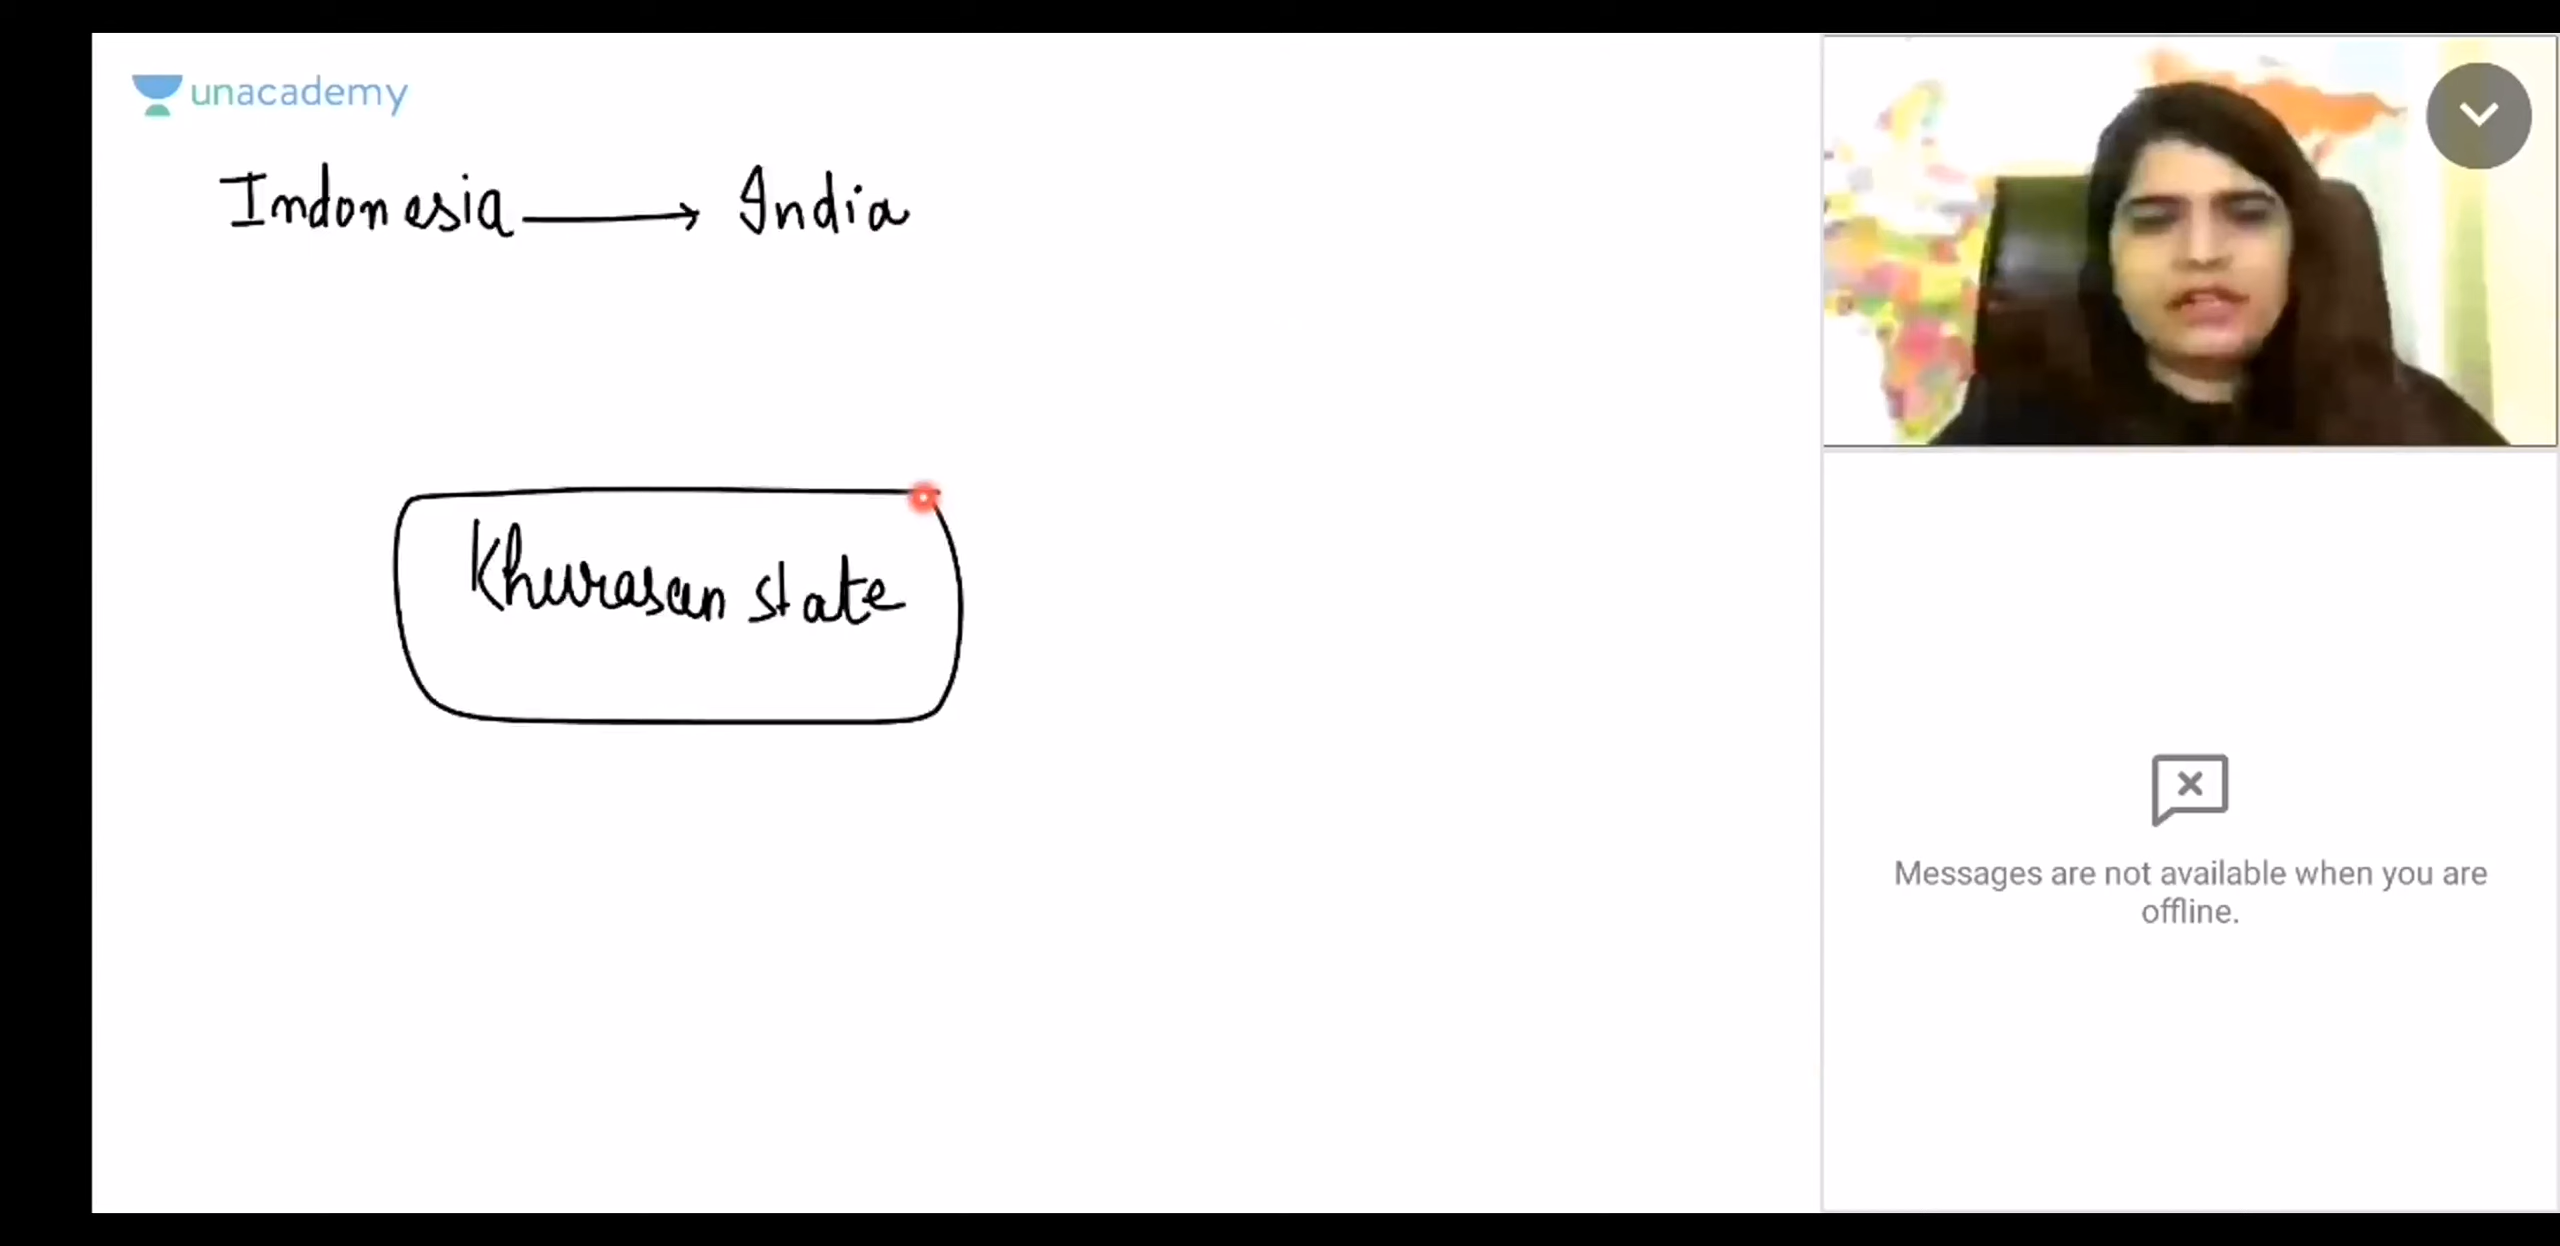 unacademy
Indonesia → India
Khurasan state
Messages are not available when you are
offline.